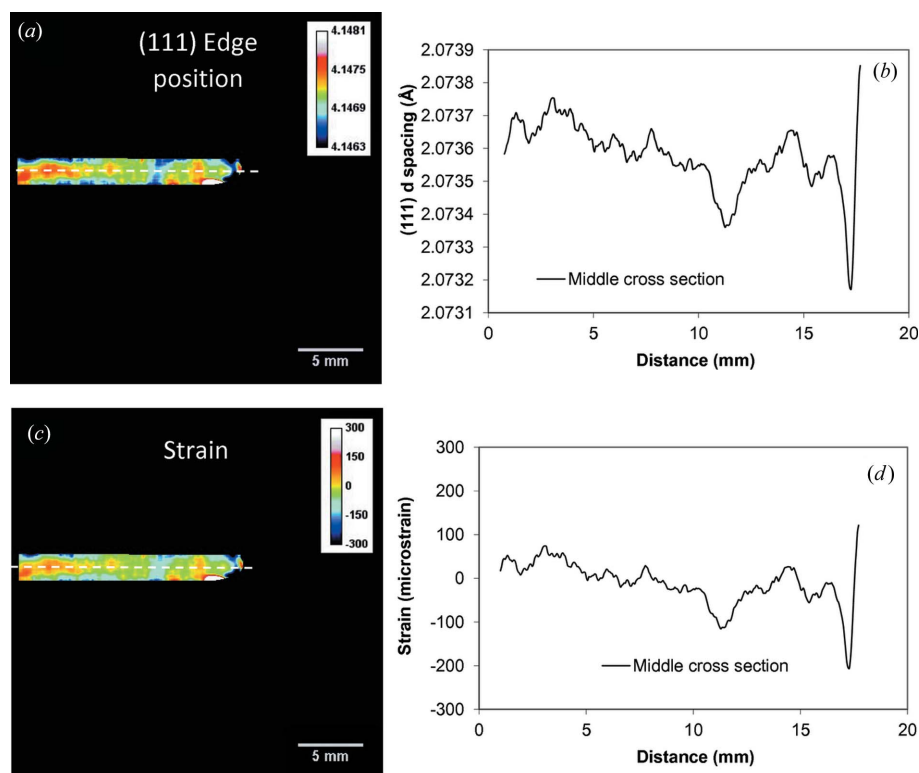 (a)
(111) Edge
position
4.1481
4.1475
4.1469
4.1463
5 mm
(b)
(111) d spacing (Å)
2.0739
2.0738
2.0737
2.0736
2.0735
2.0734
2.0733
2.0732
2.0731
Middle cross section
0 5 10 15 20
Distance (mm)
(c)
Strain
300
150
0
-150
-300
5 mm
(d)
Strain (microstrain)
300
200
100
0
-100
-200
-300
Middle cross section
0 5 10 15 20
Distance (mm)